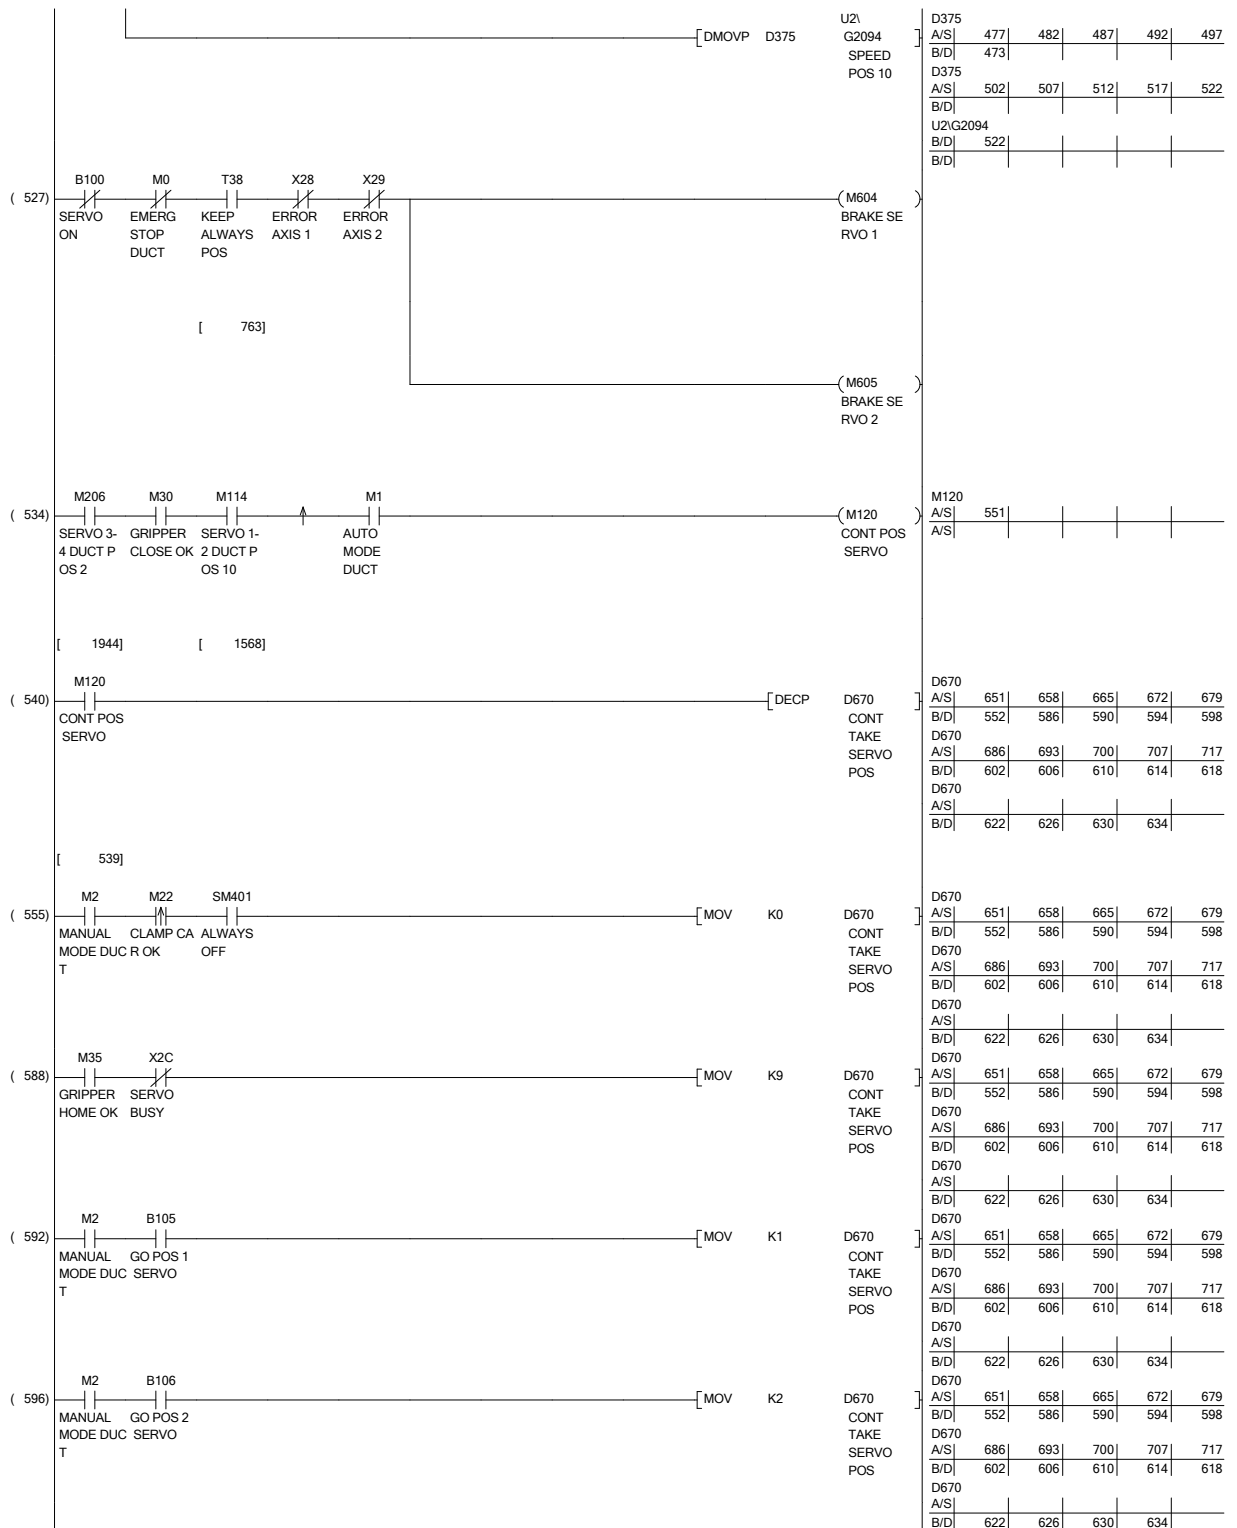 U2\ D375
DMOVP D375 G2094 A/S 477 482 487 492 497
SPEED B/D 473
POS 10 D375
A/S 502 507 512 517 522
B/D
U2\G2094
B/D 522
B/D
B100 M0 T38 X28 X29
( 527) (M604 )
SERVO EMERG KEEP ERROR ERROR BRAKE SE
ON STOP ALWAYS AXIS 1 AXIS 2 RVO 1
DUCT POS
[ 763]
(M605 )
BRAKE SE
RVO 2
M206 M30 M114 M1 M120
( 534) (M120 ) A/S 551
SERVO 3- GRIPPER SERVO 1- AUTO CONT POS A/S
4 DUCT P CLOSE OK 2 DUCT P MODE SERVO
OS 2 OS 10 DUCT
[ 1944] [ 1568]
M120 D670
( 540) [DECP D670 ] A/S 651 658 665 672 679
CONT POS CONT B/D 552 586 590 594 598
SERVO TAKE D670
SERVO A/S 686 693 700 707 717
POS B/D 602 606 610 614 618
D670
A/S
B/D 622 626 630 634
[ 539]
M2 M22 SM401 D670
( 555) [MOV K0 D670 ] A/S 651 658 665 672 679
MANUAL CLAMP CA ALWAYS CONT B/D 552 586 590 594 598
MODE DUC R OK OFF TAKE D670
T SERVO A/S 686 693 700 707 717
POS B/D 602 606 610 614 618
D670
A/S
B/D 622 626 630 634
M35 X2C D670
( 588) [MOV K9 D670 ] A/S 651 658 665 672 679
GRIPPER SERVO CONT B/D 552 586 590 594 598
HOME OK BUSY TAKE D670
SERVO A/S 686 693 700 707 717
POS B/D 602 606 610 614 618
D670
A/S
B/D 622 626 630 634
M2 B105 D670
( 592) [MOV K1 D670 ] A/S 651 658 665 672 679
MANUAL GO POS 1 CONT B/D 552 586 590 594 598
MODE DUC SERVO TAKE D670
T SERVO A/S 686 693 700 707 717
POS B/D 602 606 610 614 618
D670
A/S
B/D 622 626 630 634
M2 B106 D670
( 596) [MOV K2 D670 ] A/S 651 658 665 672 679
MANUAL GO POS 2 CONT B/D 552 586 590 594 598
MODE DUC SERVO TAKE D670
T SERVO A/S 686 693 700 707 717
POS B/D 602 606 610 614 618
D670
A/S
B/D 622 626 630 634